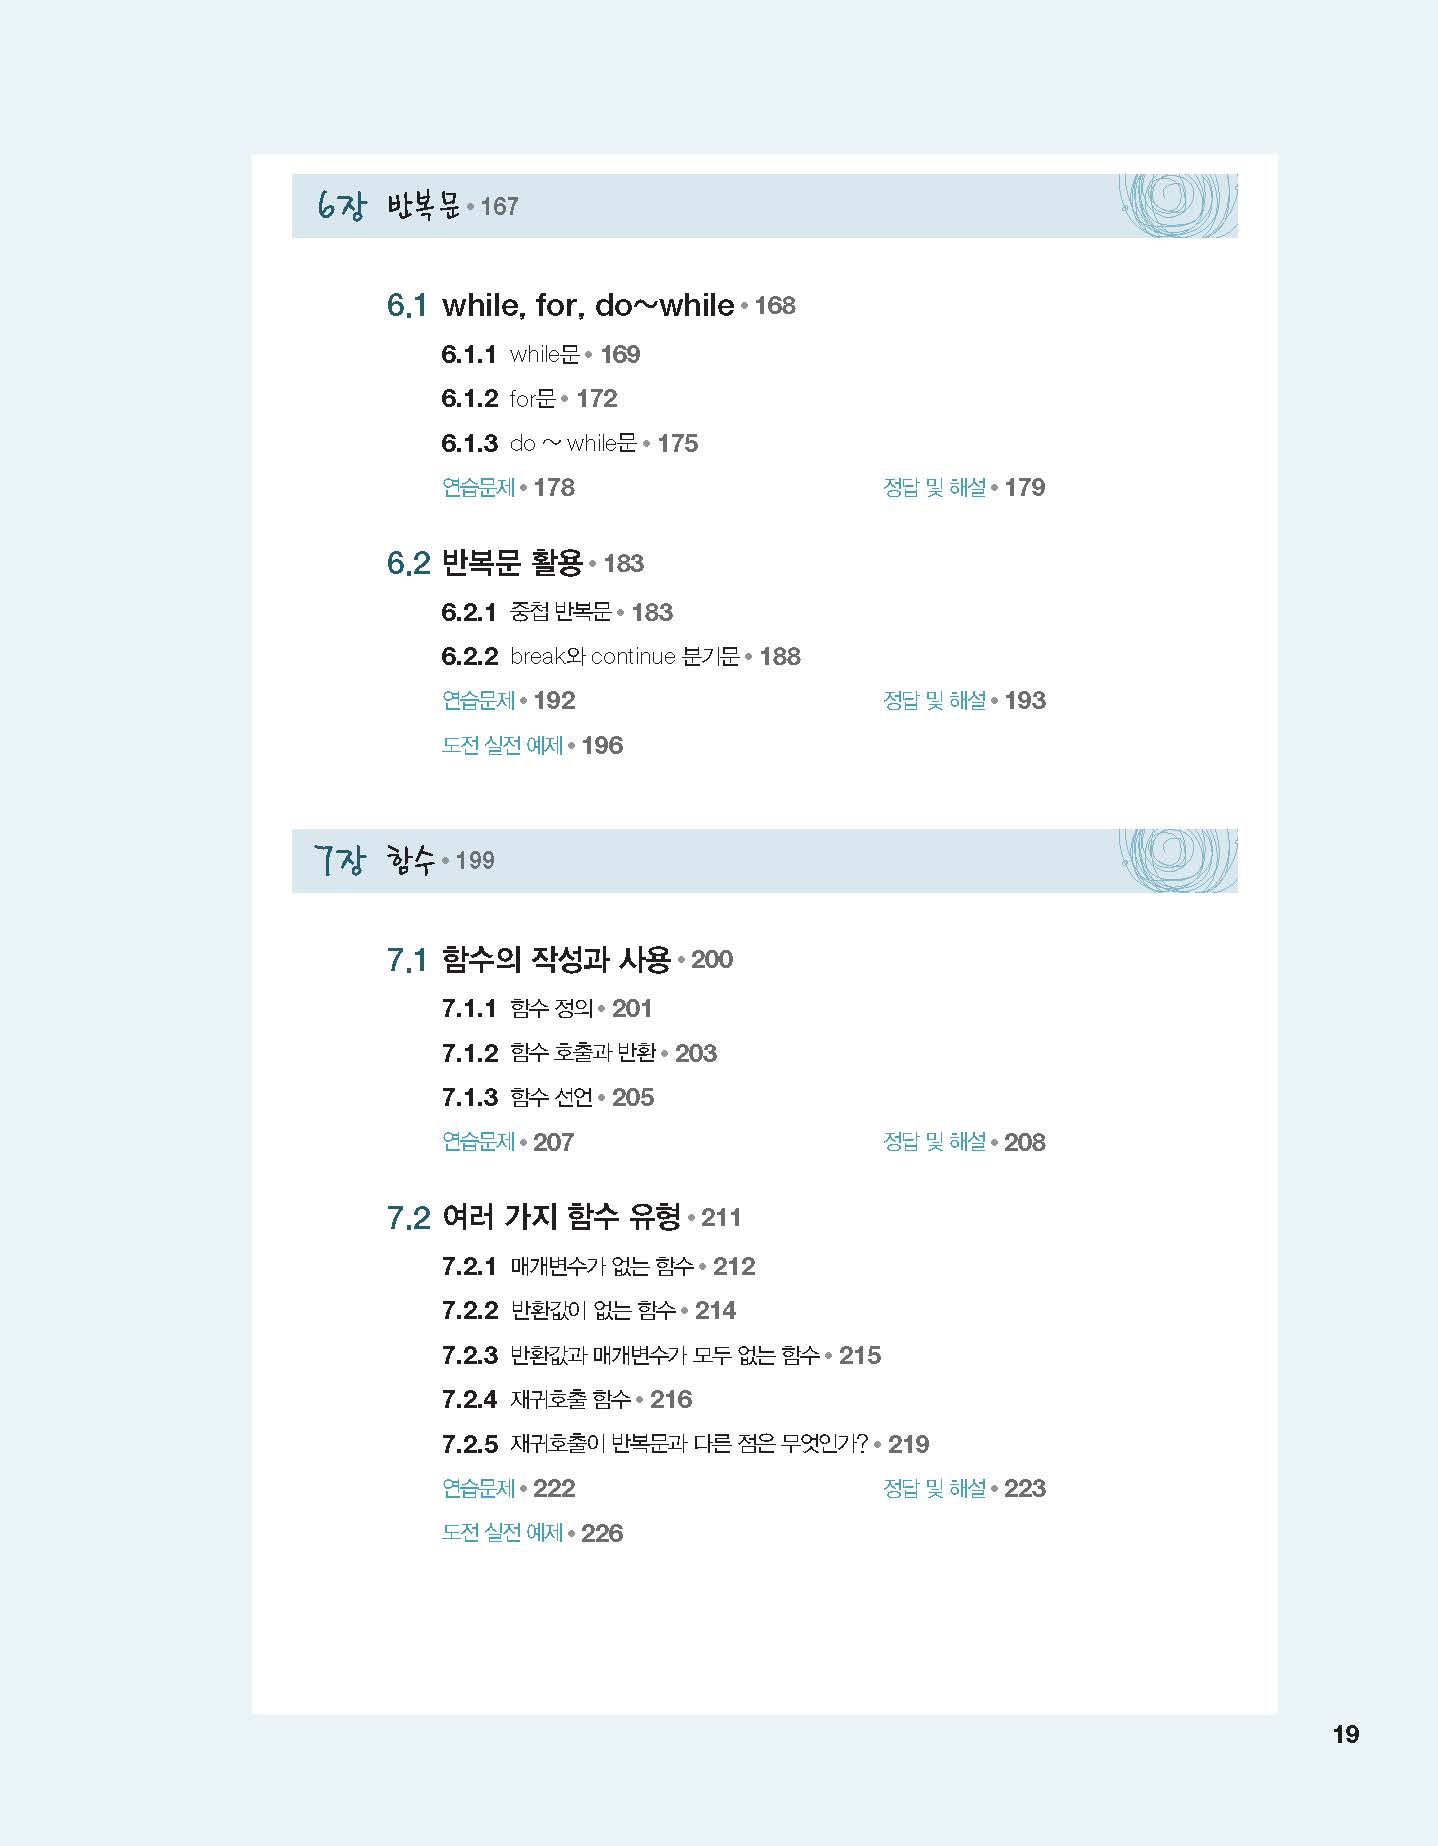 6장 반복문 • 167
6.1 while, for, do～while • 168
6.1.1 while문 • 169
6.1.2 for문 • 172
6.1.3 do ～ while문 • 175
연습문제 • 178 정답 및 해설 • 179
6.2 반복문 활용 • 183
6.2.1 중첩 반복문 • 183
6.2.2 break와 continue 분기문 • 188
연습문제 • 192 정답 및 해설 • 193
도전 실전 예제 • 196
7장 함수 • 199
7.1 함수의 작성과 사용 • 200
7.1.1 함수 정의 • 201
7.1.2 함수 호출과 반환 • 203
7.1.3 함수 선언 • 205
연습문제 • 207 정답 및 해설 • 208
7.2 여러 가지 함수 유형 • 211
7.2.1 매개변수가 없는 함수 • 212
7.2.2 반환값이 없는 함수 • 214
7.2.3 반환값과 매개변수가 모두 없는 함수 • 215
7.2.4 재귀호출 함수 • 216
7.2.5 재귀호출이 반복문과 다른 점은 무엇인가? • 219
연습문제 • 222 정답 및 해설 • 223
도전 실전 예제 • 226
19